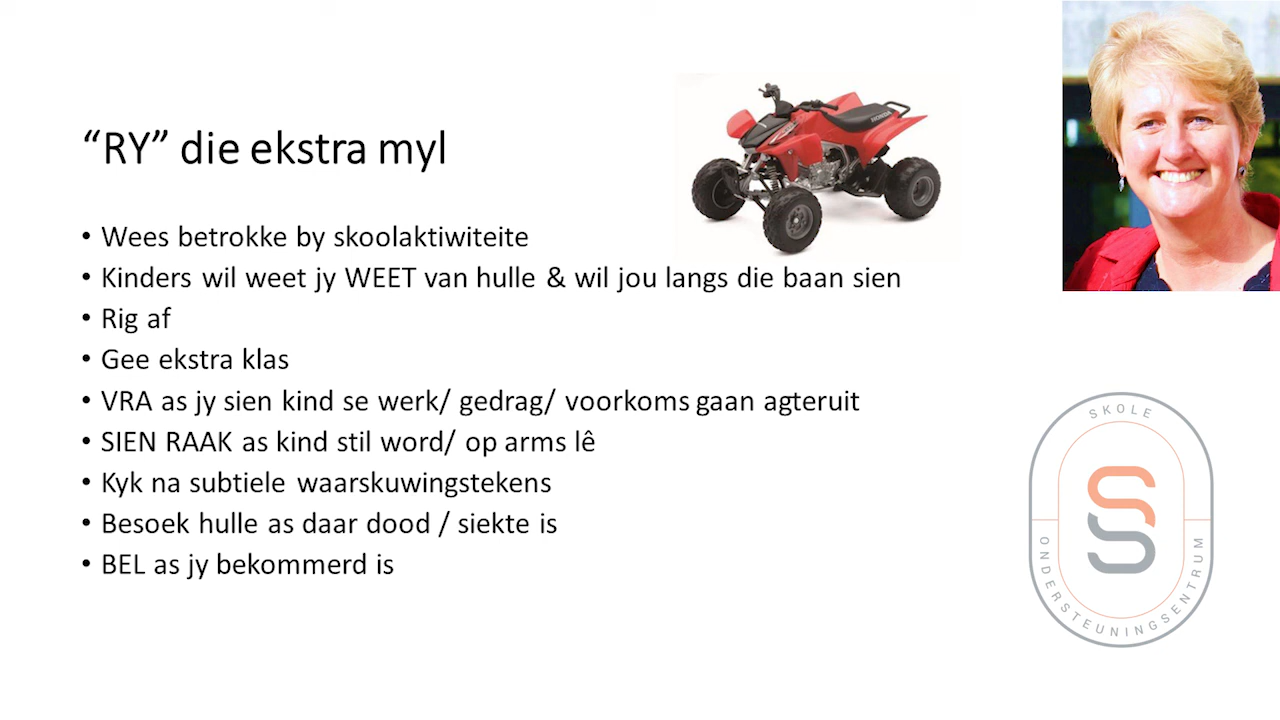 “RY” die ekstra myl
• Wees betrokke by skoolaktiwiteite
• Kinders wil weet jy WEET van hulle & wil jou langs die baan sien
• Rig af
• Gee ekstra klas
• VRA as jy sien kind se werk/ gedrag/ voorkoms gaan agteruit
• SIEN RAAK as kind stil word/ op arms lê
• Kyk na subtiele waarskuwingstekens
• Besoek hulle as daar dood / siekte is
• BEL as jy bekommerd is
HONDA
SKOLE
ONDERSTEUNINGSENTRUM